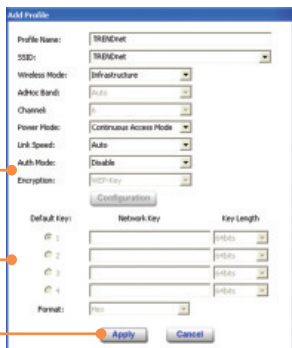 Add Profile
Profile Name: TRENDnet
SSID: TRENDnet
Wireless Mode: Infrastructure
AdHoc Band: Auto
Channel: 6
Power Mode: Continuous Access Mode
Link Speed: Auto
Auth Mode: Disable
Encryption: WEP-Key
Configuration
Default Key: Network Key Key Length
1 64bits
2 64bits
3 64bits
4 64bits
Format: Hex
Apply Cancel